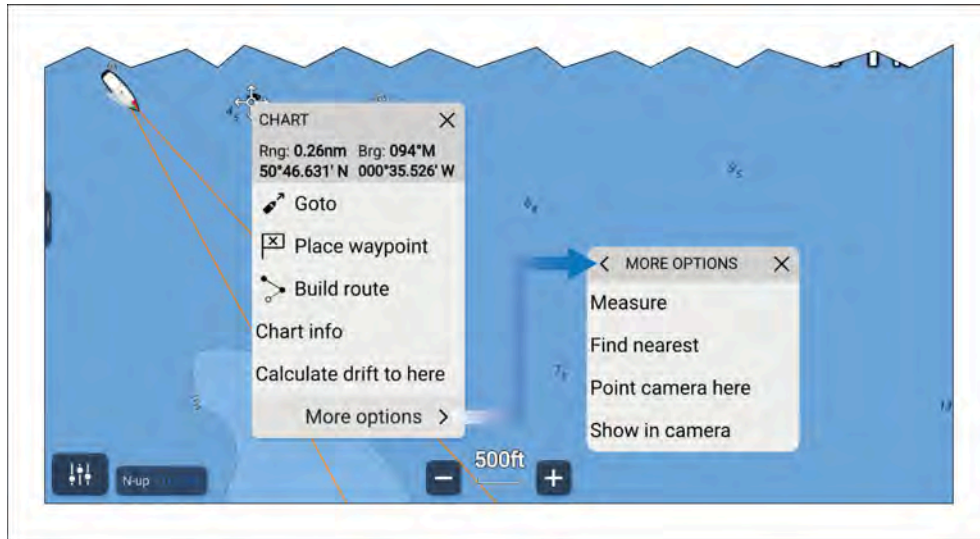 CHART
Rng: 0.26nm Brg: 094°M
50°46.631' N 000°35.526' W
Goto
Place waypoint
Build route
Chart info
Calculate drift to here
More options
MORE OPTIONS
Measure
Find nearest
Point camera here
Show in camera
500ft
N-up